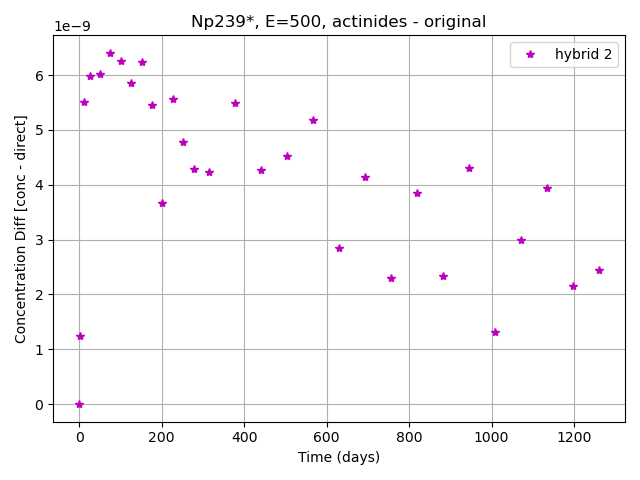 Np239*, E=500, actinides - original
1e−9
hybrid 2
6
5
4
3
2
1
0
Concentration Diff [conc - direct]
0 200 400 600 800 1000 1200
Time (days)